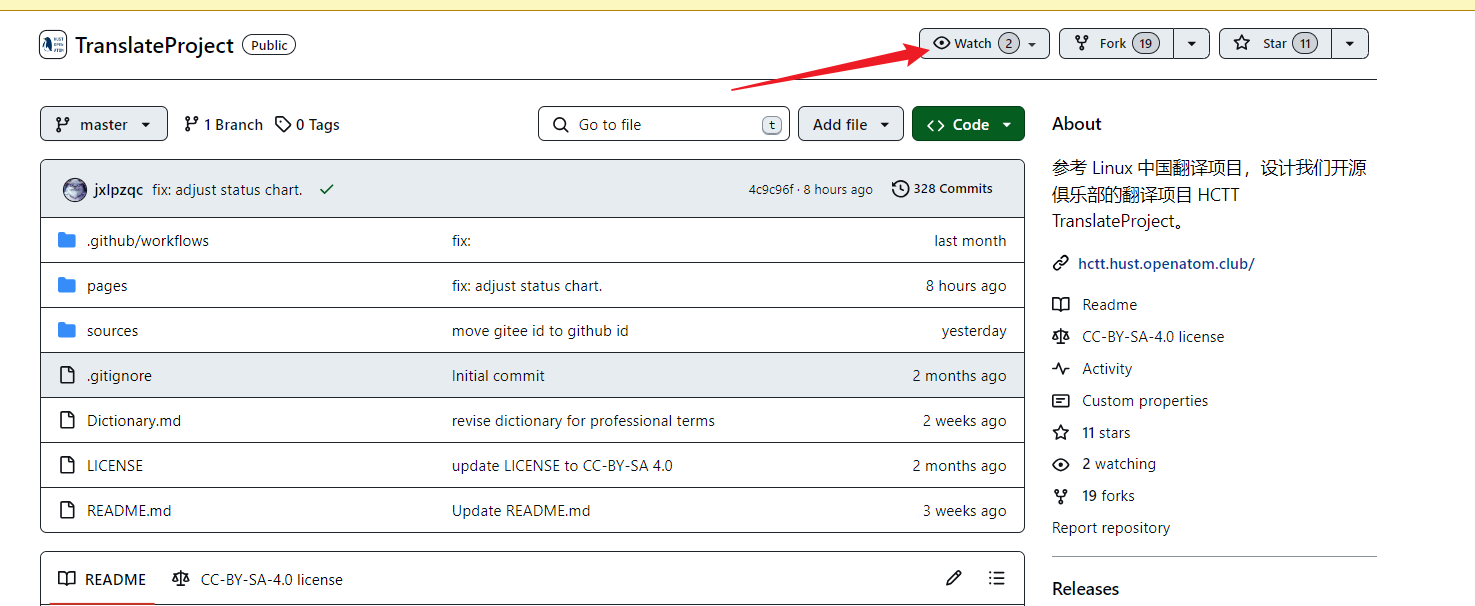 TranslateProject Public
Watch 2
Fork 19
Star 11
master
1 Branch
0 Tags
Go to file
t
Add file
Code
jxlpzqc fix: adjust status chart.
4c9c96f · 8 hours ago
328 Commits
.github/workflows fix: last month
pages fix: adjust status chart. 8 hours ago
sources move gitee id to github id yesterday
.gitignore Initial commit 2 months ago
Dictionary.md revise dictionary for professional terms 2 weeks ago
LICENSE update LICENSE to CC-BY-SA 4.0 2 months ago
README.md Update README.md 3 weeks ago
README
CC-BY-SA-4.0 license
About
参考 Linux 中国翻译项目，设计我们开源
俱乐部的翻译项目 HCTT
TranslateProject。
hctt.hust.openatom.club/
Readme
CC-BY-SA-4.0 license
Activity
Custom properties
11 stars
2 watching
19 forks
Report repository
Releases